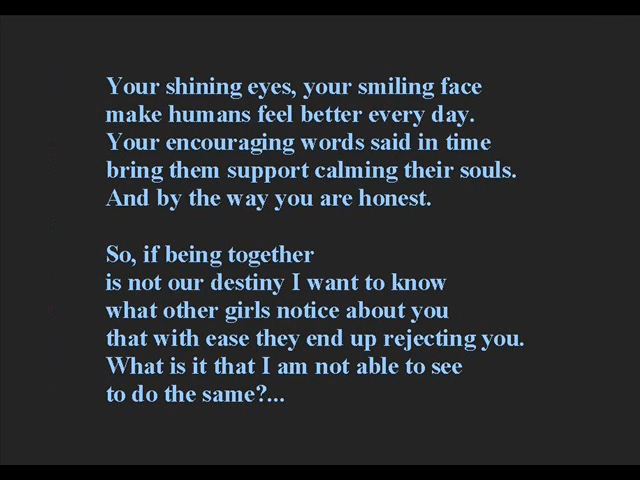 Your shining eyes, your smiling face
make humans feel better every day.
Your encouraging words said in time
bring them support calming their souls.
And by the way you are honest.
So, if being together
is not our destiny I want to know
what other girls notice about you
that with ease they end up rejecting you.
What is it that I am not able to see
to do the same?...